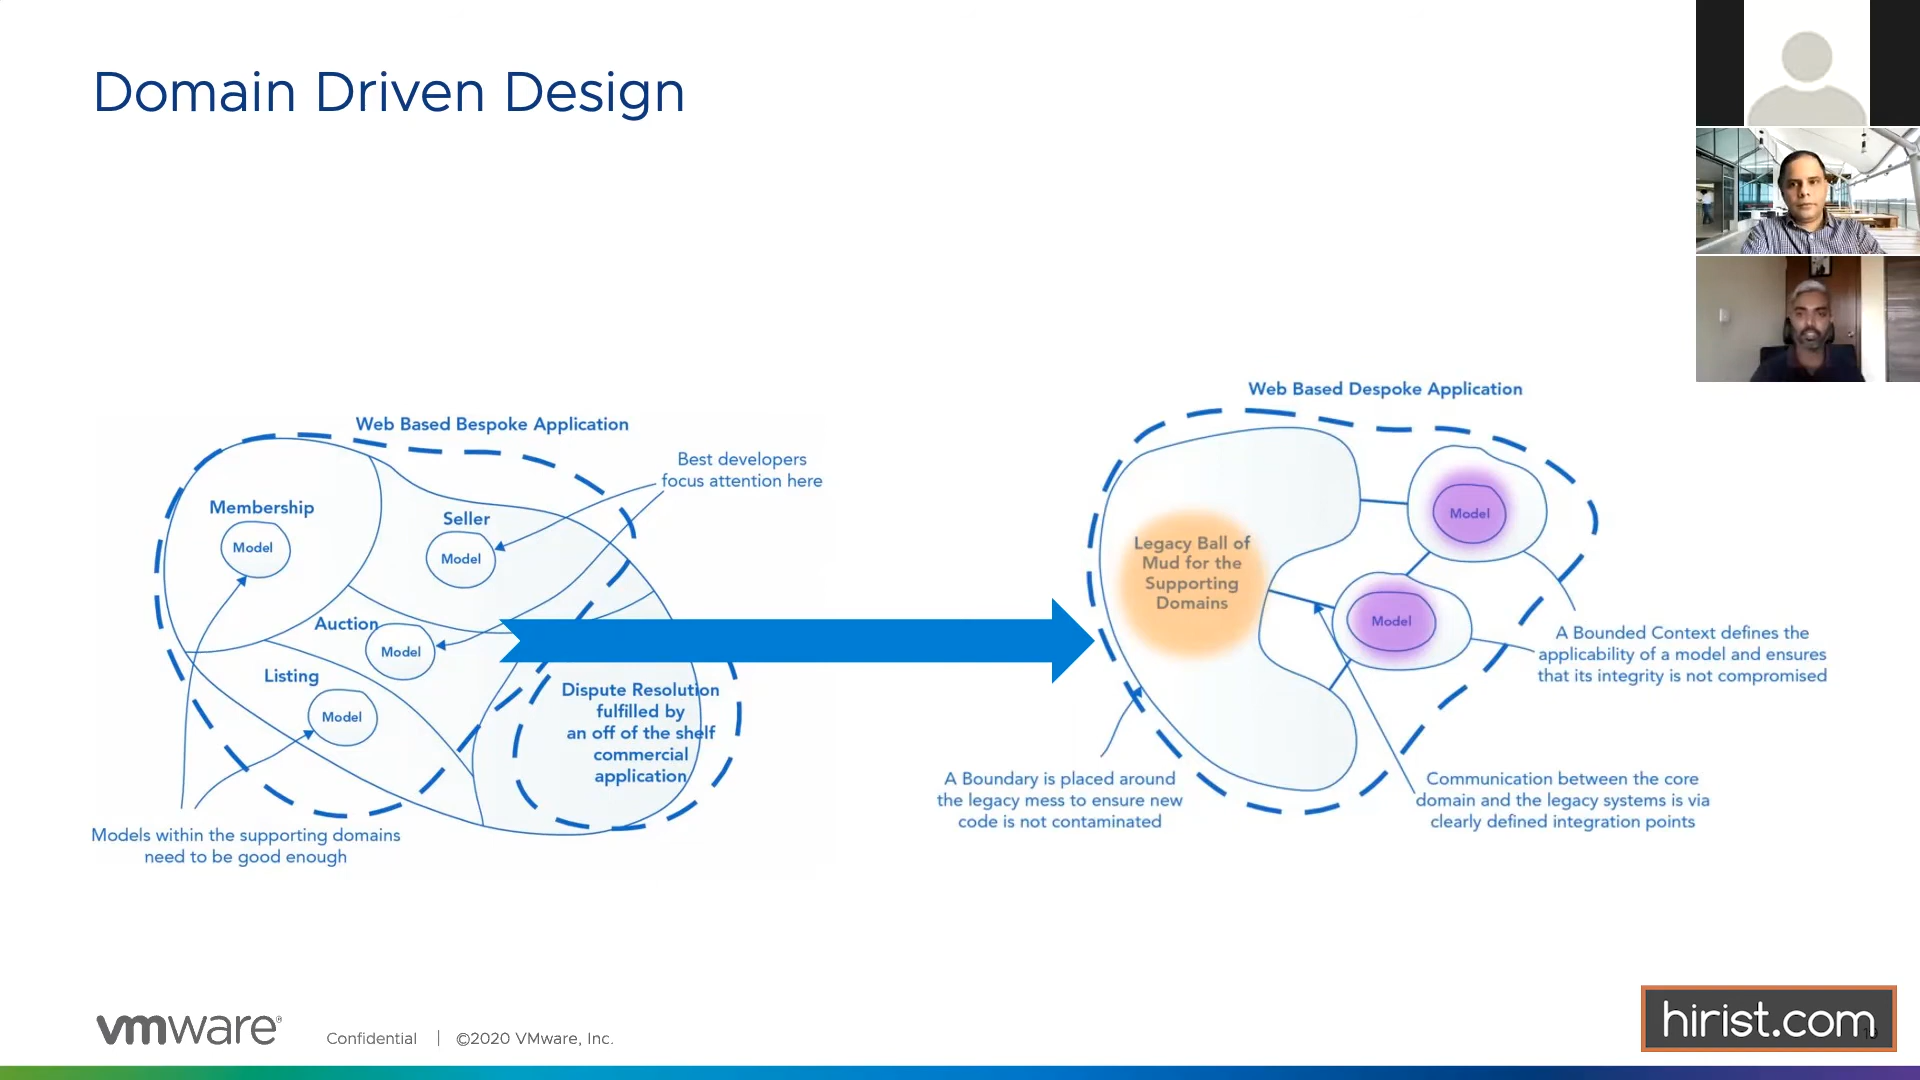 Domain Driven Design
Web Based Bespoke Application
Best developers
focus attention here
Membership
Model
Seller
Model
Auction
Model
Listing
Model
Dispute Resolution
fulfilled by
an off of the shelf
commercial
application
Models within the supporting domains
need to be good enough
Web Based Despoke Application
Model
Legacy Ball of
Mud for the
Supporting
Domains
Model
A Bounded Context defines the
applicability of a model and ensures
that its integrity is not compromised
A Boundary is placed around
the legacy mess to ensure new
code is not contaminated
Communication between the core
domain and the legacy systems is via
clearly defined integration points
vmware®
Confidential | ©2020 VMware, Inc.
hirist.com